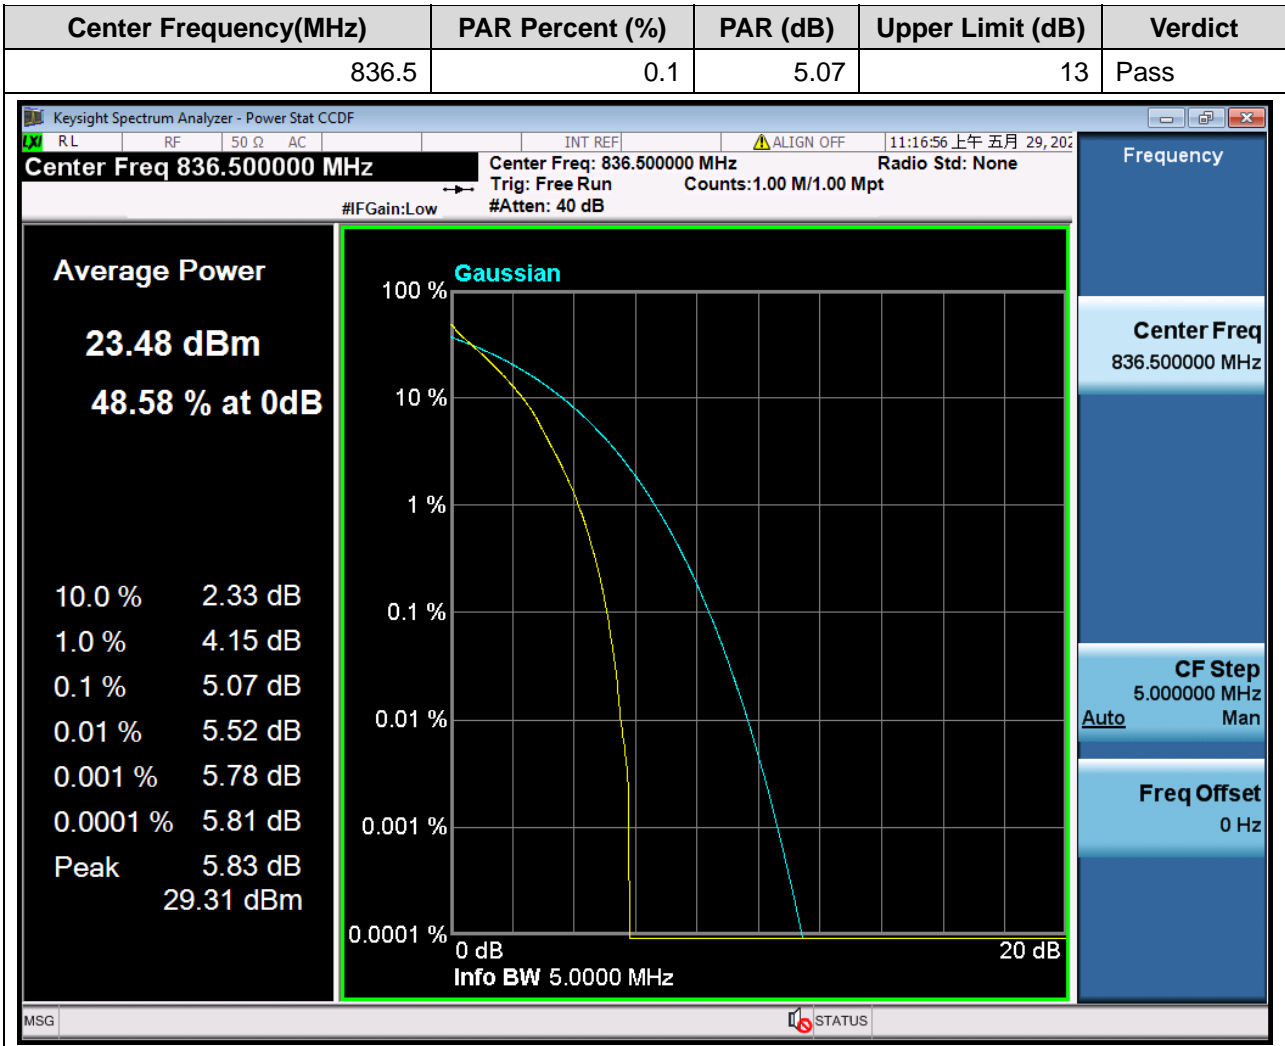 Center Frequency(MHz) PAR Percent (%) PAR (dB) Upper Limit (dB) Verdict
836.5 0.1 5.07 13 Pass
Keysight Spectrum Analyzer - Power Stat CCDF
LXI RL RF 50 Ω AC INT REF ALIGN OFF 11:16:56 上午 五月 29, 202
Center Freq 836.500000 MHz
Center Freq: 836.500000 MHz Radio Std: None
Trig: Free Run Counts:1.00 M/1.00 Mpt
#IFGain:Low #Atten: 40 dB
Average Power
23.48 dBm
48.58 % at 0dB
10.0 % 2.33 dB
1.0 % 4.15 dB
0.1 % 5.07 dB
0.01 % 5.52 dB
0.001 % 5.78 dB
0.0001 % 5.81 dB
Peak 5.83 dB
29.31 dBm
Gaussian
100 %
10 %
1 %
0.1 %
0.01 %
0.001 %
0.0001 %
0 dB 20 dB
Info BW 5.0000 MHz
Frequency
Center Freq
836.500000 MHz
CF Step
5.000000 MHz
Auto Man
Freq Offset
0 Hz
MSG STATUS